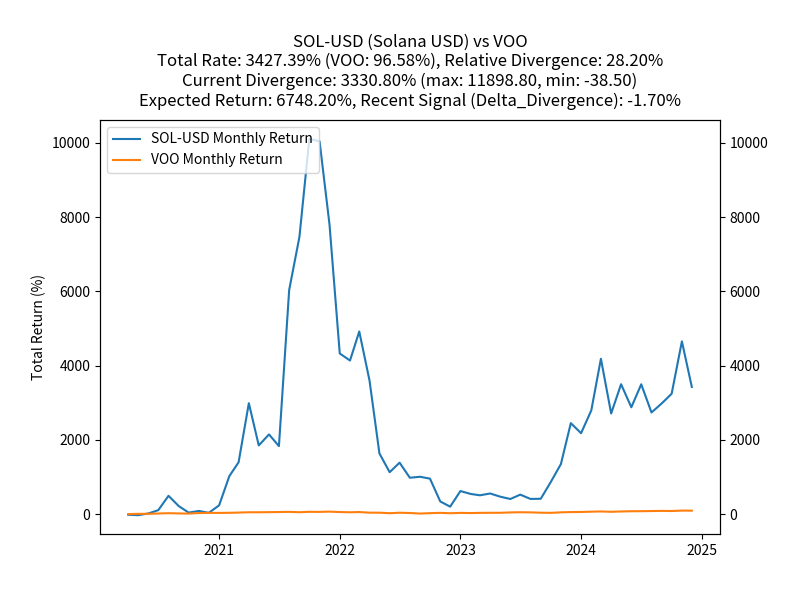 SOL-USD (Solana USD) vs VOO
Total Rate: 3427.39% (VOO: 96.58%), Relative Divergence: 28.20%
Current Divergence: 3330.80% (max: 11898.80, min: -38.50)
Expected Return: 6748.20%, Recent Signal (Delta_Divergence): -1.70%
SOL-USD Monthly Return
VOO Monthly Return
Total Return (%)
10000
8000
6000
4000
2000
0
10000
8000
6000
4000
2000
0
2021
2022
2023
2024
2025